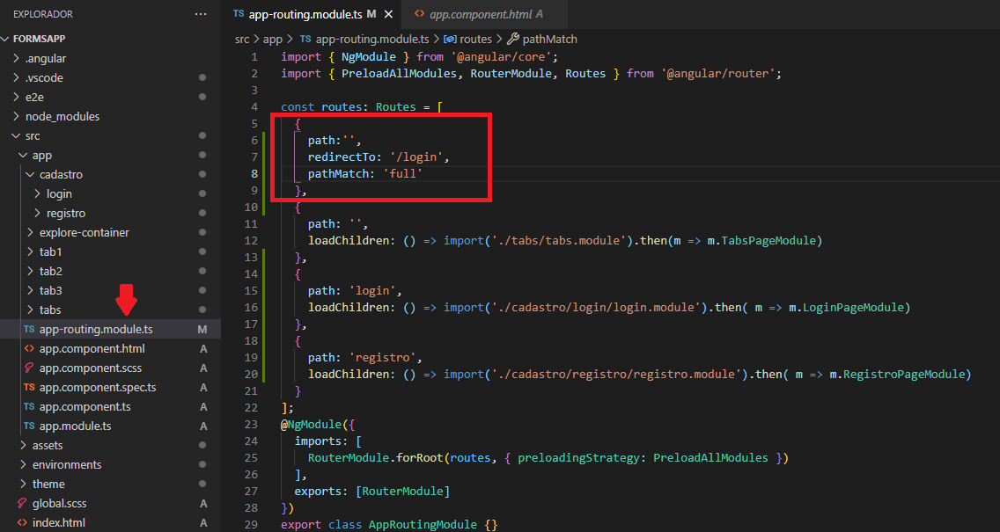 EXPLORADOR ...
FORMSAPP
.angular
.vscode
e2e
node_modules
src
app
cadastro
login
registro
explore-container
tab1
tab2
tab3
tabs
TS app-routing.module.ts M
<> app.component.html A
app.component.scss A
TS app.component.spec.ts A
TS app.component.ts A
TS app.module.ts A
assets
environments
theme
global.scss A
<> index.html A
TS app-routing.module.ts M ×
<> app.component.html A
src > app > TS app-routing.module.ts > routes > pathMatch
1 import { NgModule } from '@angular/core';
2 import { PreloadAllModules, RouterModule, Routes } from '@angular/router';
3
4 const routes: Routes = [
5 {
6 path:'',
7 redirectTo: '/login',
8 pathMatch: 'full'
9 },
10 {
11 path: '',
12 loadChildren: () => import('./tabs/tabs.module').then(m => m.TabsPageModule)
13 },
14 {
15 path: 'login',
16 loadChildren: () => import('./cadastro/login/login.module').then( m => m.LoginPageModule)
17 },
18 {
19 path: 'registro',
20 loadChildren: () => import('./cadastro/registro/registro.module').then( m => m.RegistroPageModule)
21 }
22 ];
23 @NgModule({
24 imports: [
25 RouterModule.forRoot(routes, { preloadingStrategy: PreloadAllModules })
26 ],
27 exports: [RouterModule]
28 })
29 export class AppRoutingModule {}